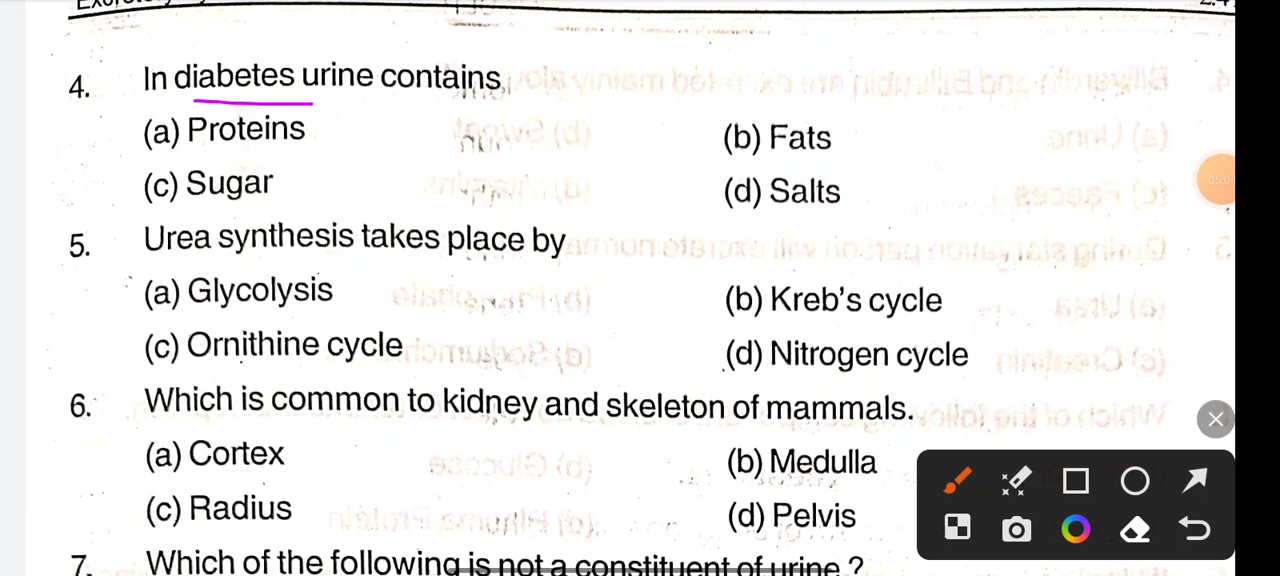 4. In diabetes urine contains
(a) Proteins (b) Fats
(c) Sugar (d) Salts
5. Urea synthesis takes place by
(a) Glycolysis (b) Kreb's cycle
(c) Ornithine cycle (d) Nitrogen cycle
6. Which is common to kidney and skeleton of mammals.
(a) Cortex (b) Medulla
(c) Radius (d) Pelvis
7. Which of the following is not a constituent of urine ?